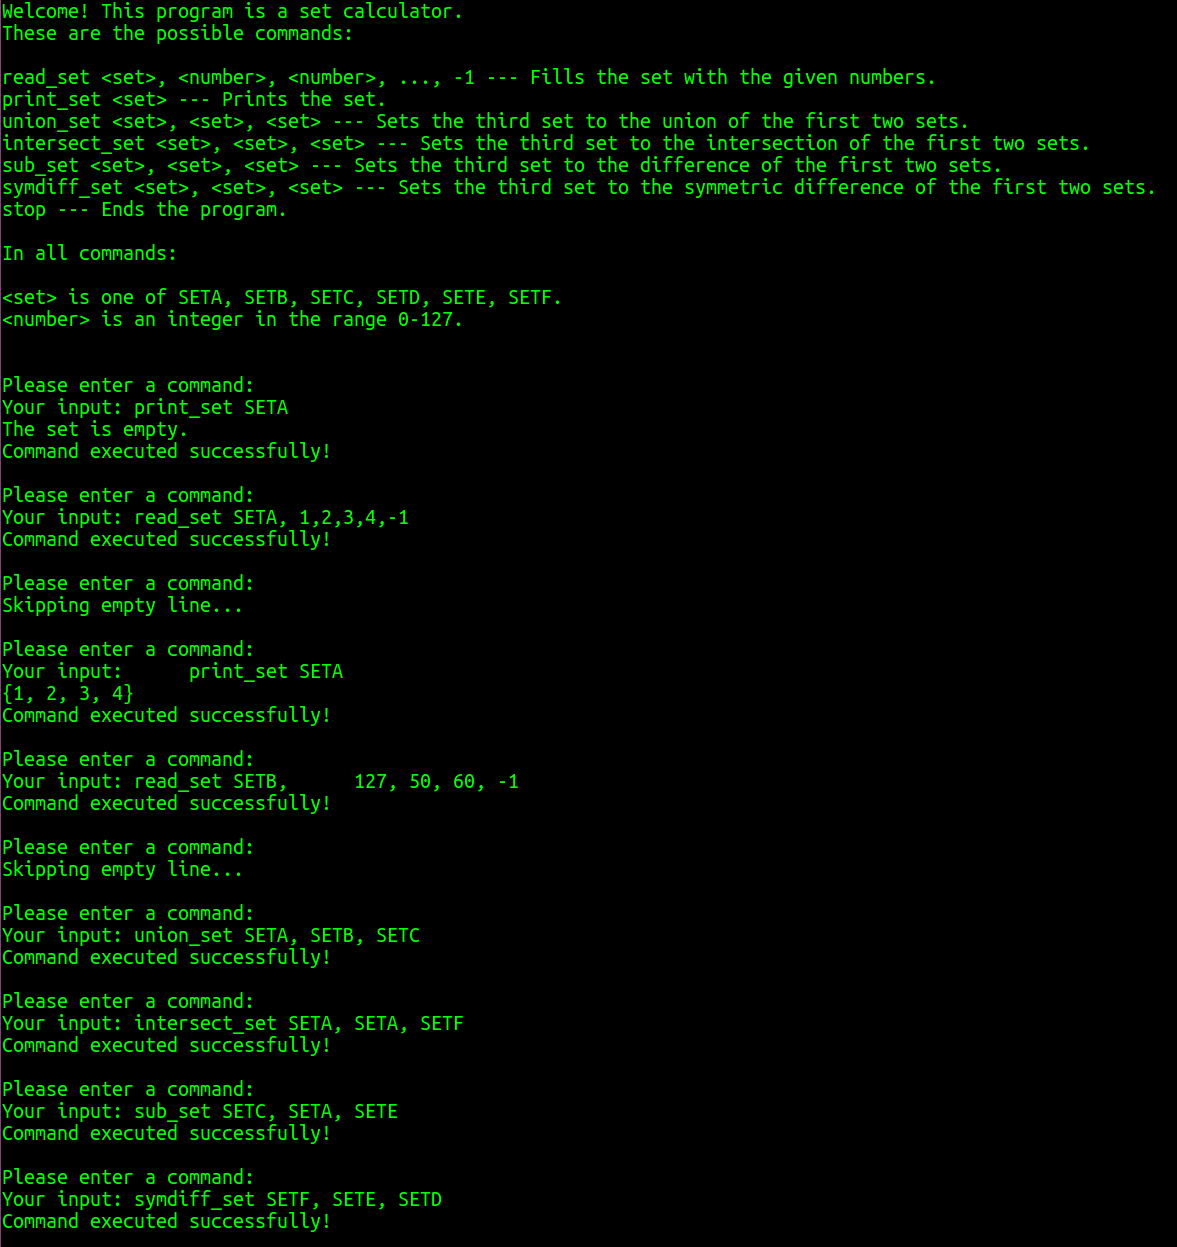 Welcome! This program is a set calculator.
These are the possible commands:
read_set <set>, <number>, <number>, ..., -1 --- Fills the set with the given numbers.
print_set <set> --- Prints the set.
union_set <set>, <set>, <set> --- Sets the third set to the union of the first two sets.
intersect_set <set>, <set>, <set> --- Sets the third set to the intersection of the first two sets.
sub_set <set>, <set>, <set> --- Sets the third set to the difference of the first two sets.
symdiff_set <set>, <set>, <set> --- Sets the third set to the symmetric difference of the first two sets.
stop --- Ends the program.
In all commands:
<set> is one of SETA, SETB, SETC, SETD, SETE, SETF.
<number> is an integer in the range 0-127.
Please enter a command:
Your input: print_set SETA
The set is empty.
Command executed successfully!
Please enter a command:
Your input: read_set SETA, 1,2,3,4,-1
Command executed successfully!
Please enter a command:
Skipping empty line...
Please enter a command:
Your input:      print_set SETA
{1, 2, 3, 4}
Command executed successfully!
Please enter a command:
Your input: read_set SETB,      127, 50, 60, -1
Command executed successfully!
Please enter a command:
Skipping empty line...
Please enter a command:
Your input: union_set SETA, SETB, SETC
Command executed successfully!
Please enter a command:
Your input: intersect_set SETA, SETA, SETF
Command executed successfully!
Please enter a command:
Your input: sub_set SETC, SETA, SETE
Command executed successfully!
Please enter a command:
Your input: symdiff_set SETF, SETE, SETD
Command executed successfully!